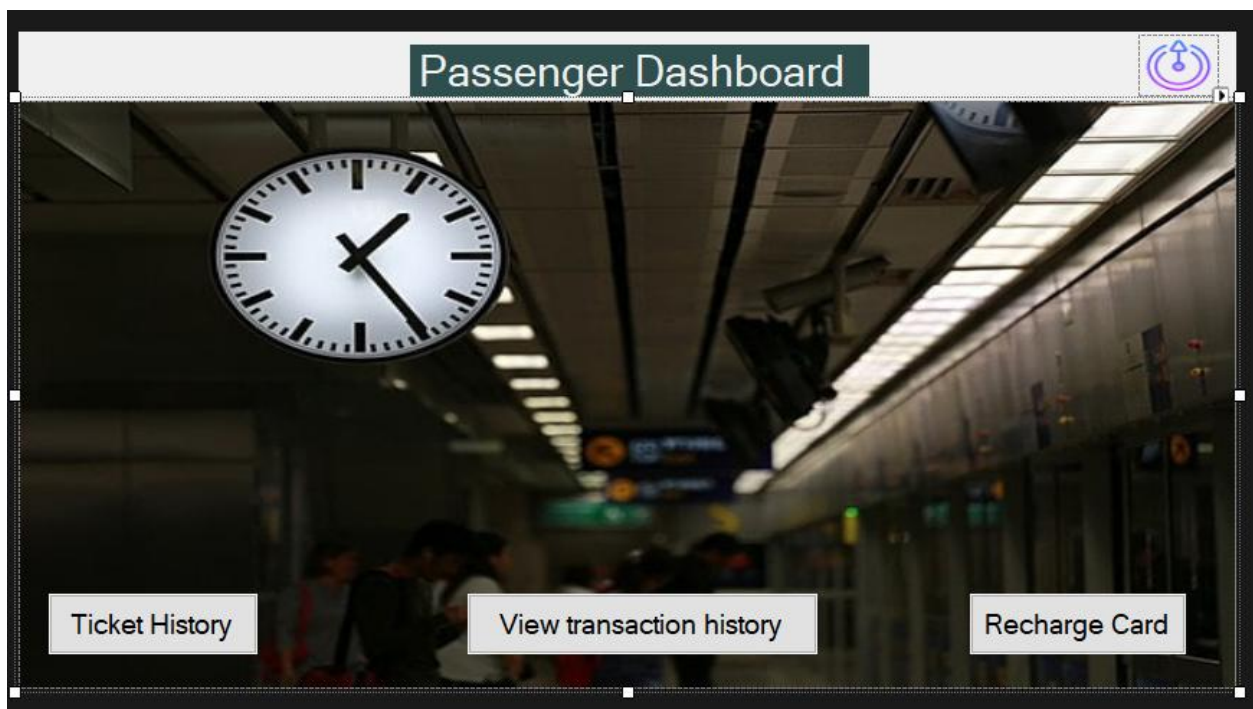 Passenger Dashboard
Ticket History
View transaction history
Recharge Card